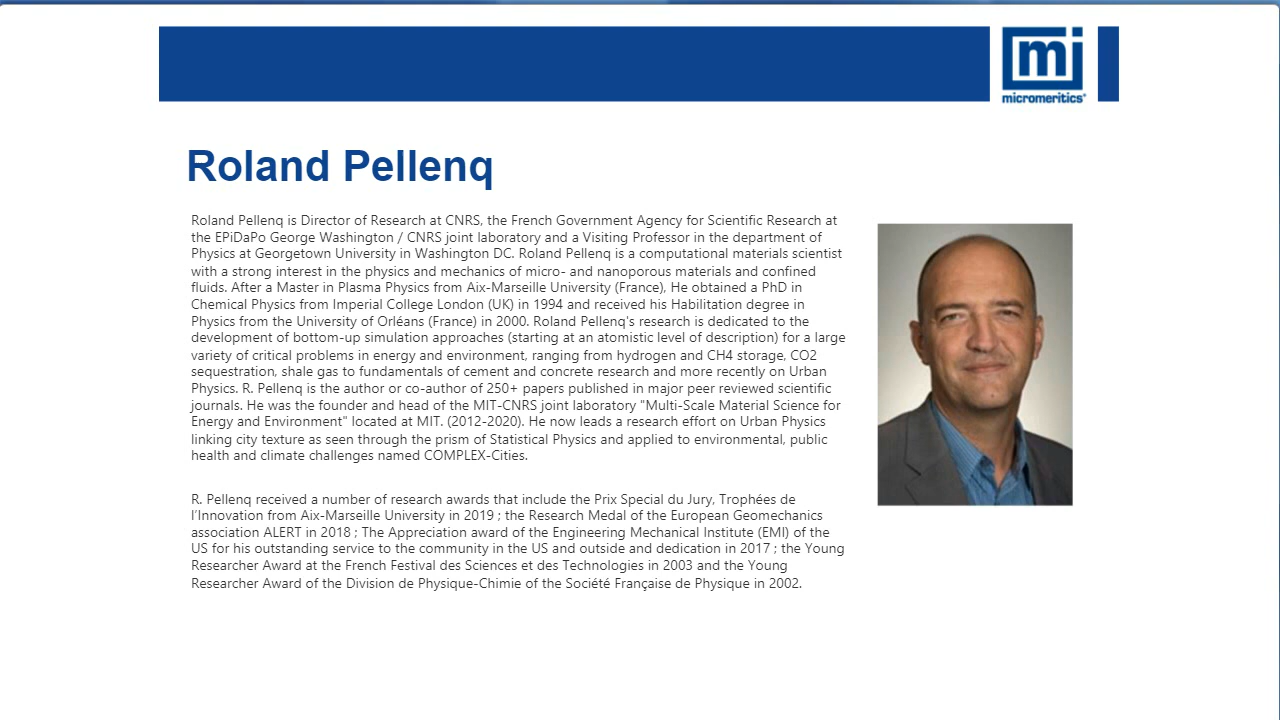 mi
micromeritics®
Roland Pellenq
Roland Pellenq is Director of Research at CNRS, the French Government Agency for Scientific Research at
the EPiDaPo George Washington / CNRS joint laboratory and a Visiting Professor in the department of
Physics at Georgetown University in Washington DC. Roland Pellenq is a computational materials scientist
with a strong interest in the physics and mechanics of micro- and nanoporous materials and confined
fluids. After a Master in Plasma Physics from Aix-Marseille University (France), He obtained a PhD in
Chemical Physics from Imperial College London (UK) in 1994 and received his Habilitation degree in
Physics from the University of Orléans (France) in 2000. Roland Pellenq's research is dedicated to the
development of bottom-up simulation approaches (starting at an atomistic level of description) for a large
variety of critical problems in energy and environment, ranging from hydrogen and CH4 storage, CO2
sequestration, shale gas to fundamentals of cement and concrete research and more recently on Urban
Physics. R. Pellenq is the author or co-author of 250+ papers published in major peer reviewed scientific
journals. He was the founder and head of the MIT-CNRS joint laboratory "Multi-Scale Material Science for
Energy and Environment" located at MIT. (2012-2020). He now leads a research effort on Urban Physics
linking city texture as seen through the prism of Statistical Physics and applied to environmental, public
health and climate challenges named COMPLEX-Cities.
R. Pellenq received a number of research awards that include the Prix Special du Jury, Trophées de
l'Innovation from Aix-Marseille University in 2019 ; the Research Medal of the European Geomechanics
association ALERT in 2018 ; The Appreciation award of the Engineering Mechanical Institute (EMI) of the
US for his outstanding service to the community in the US and outside and dedication in 2017 ; the Young
Researcher Award at the French Festival des Sciences et des Technologies in 2003 and the Young
Researcher Award of the Division de Physique-Chimie of the Société Française de Physique in 2002.